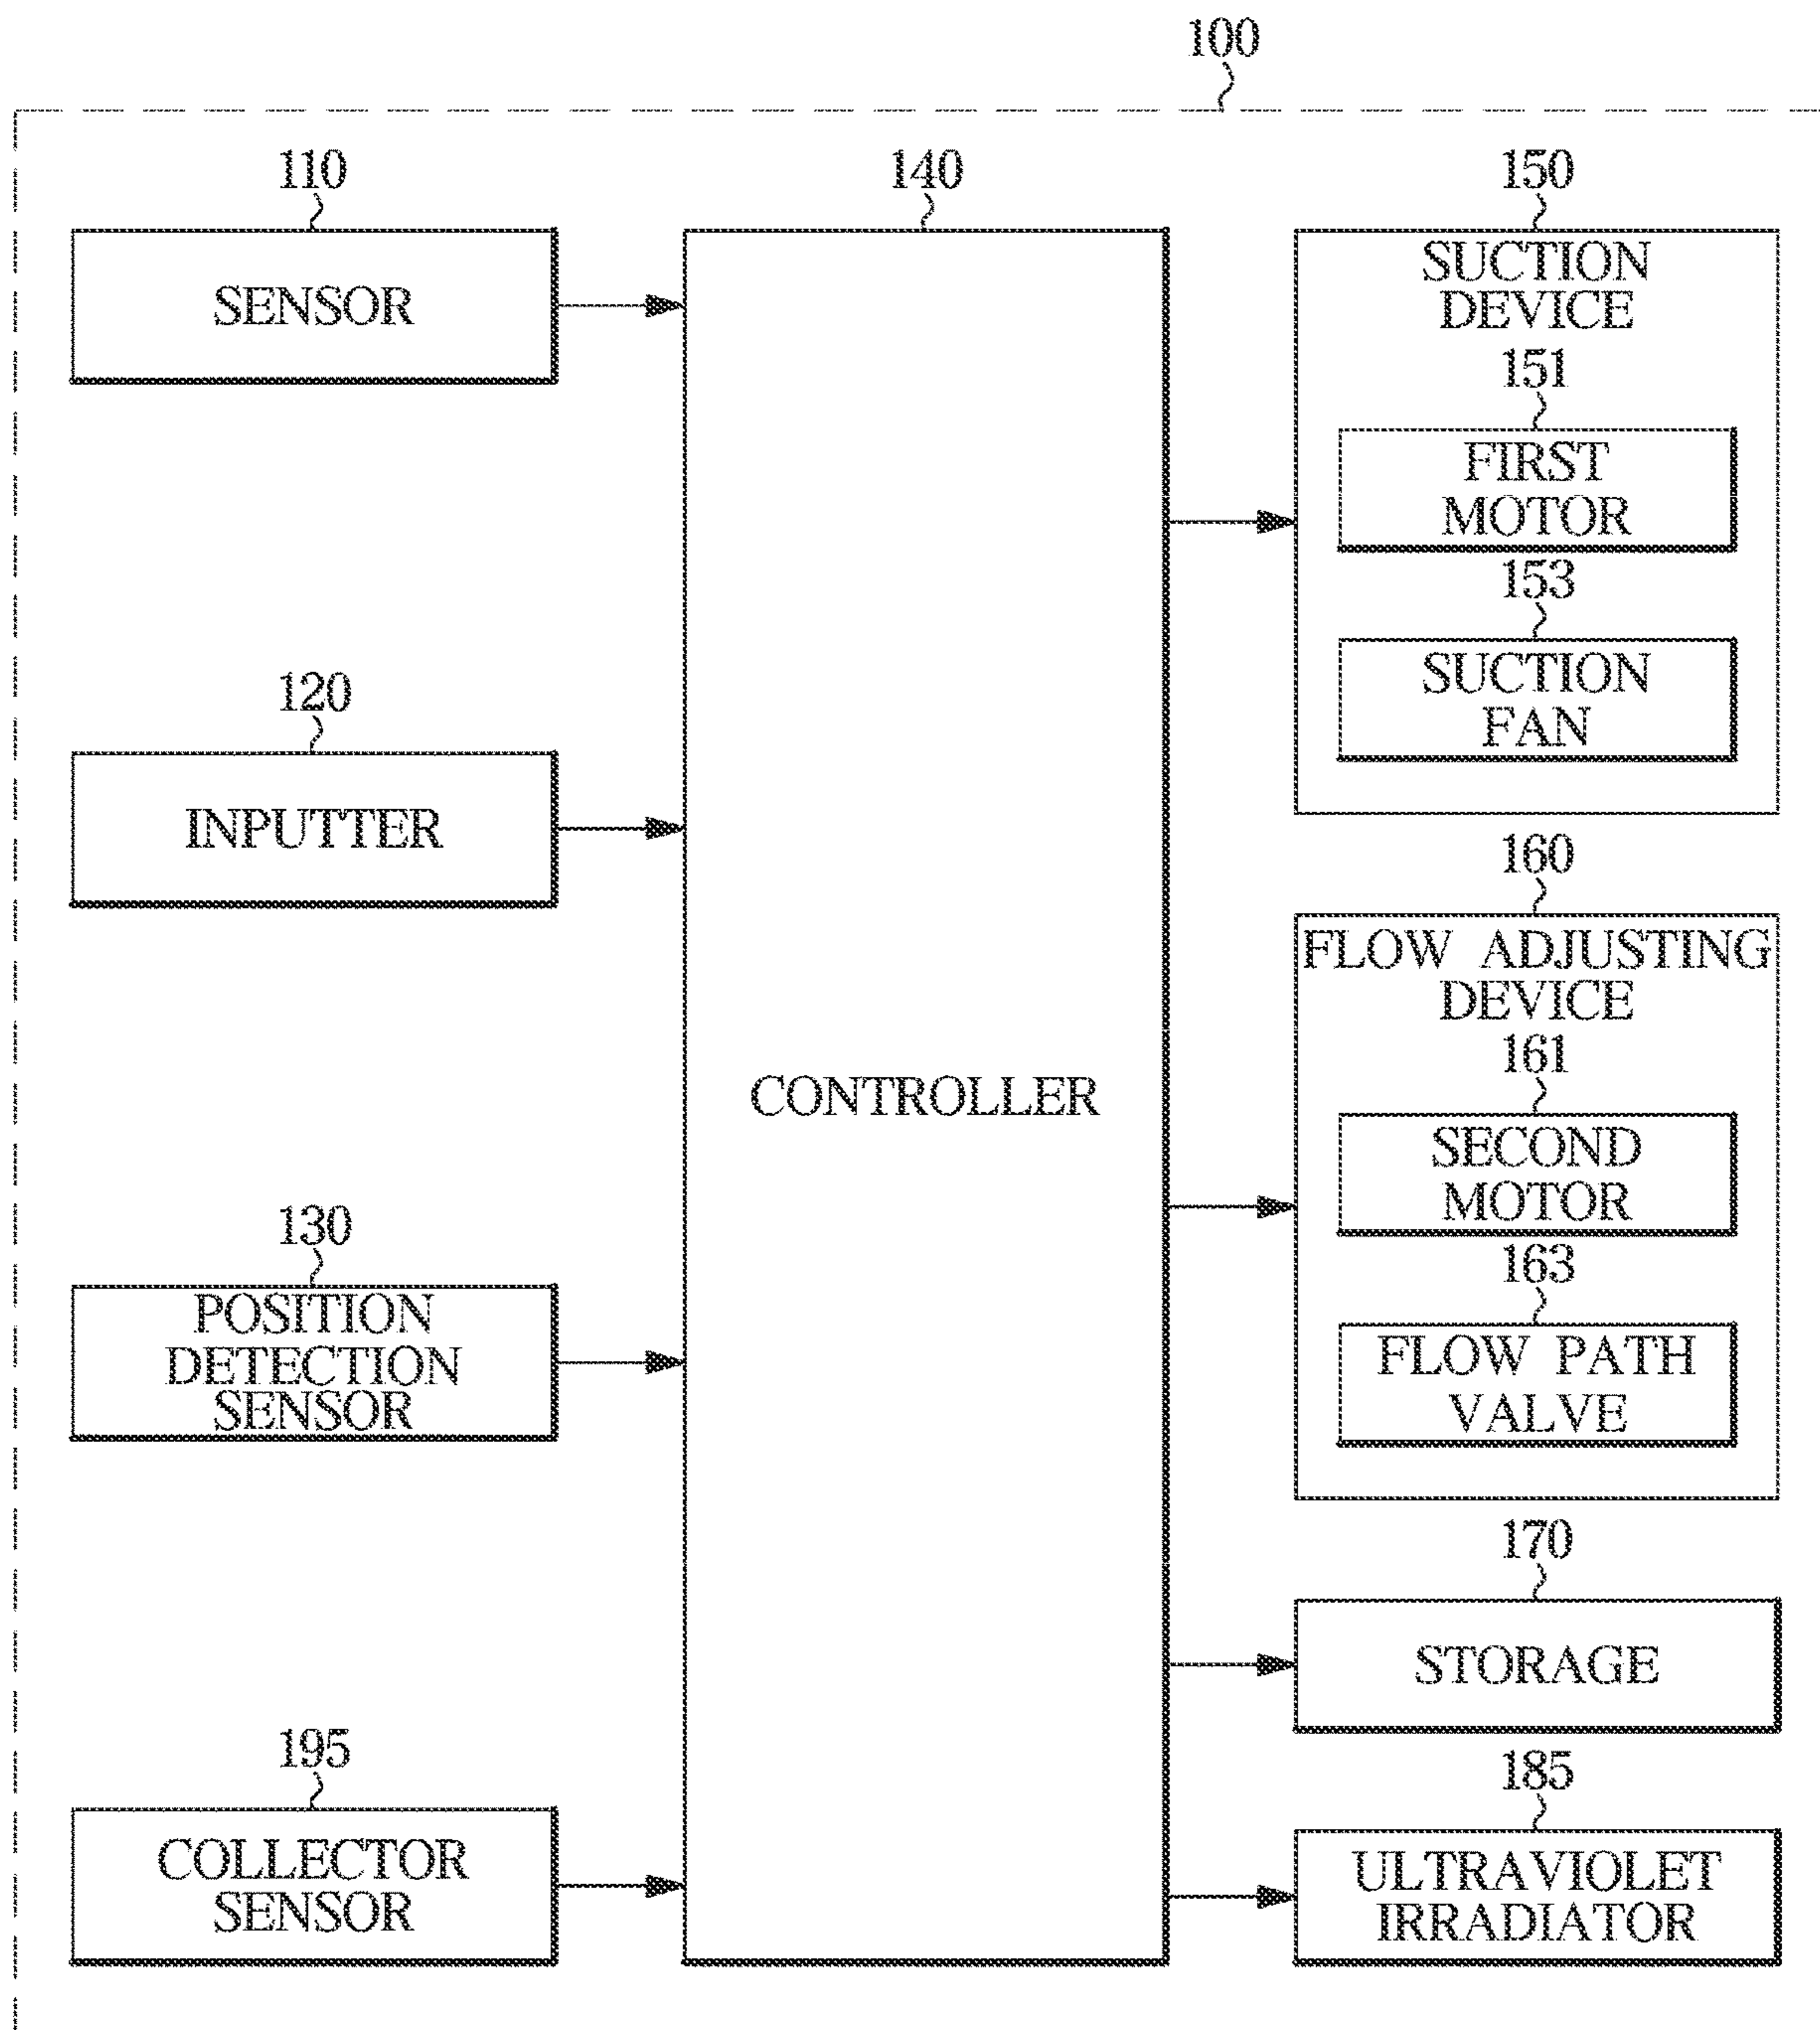 100
110
SENSOR
120
INPUTTER
130
POSITION
DETECTION
SENSOR
195
COLLECTOR
SENSOR
140
CONTROLLER
150
SUCTION
DEVICE
151
FIRST
MOTOR
153
SUCTION
FAN
160
FLOW ADJUSTING
DEVICE
161
SECOND
MOTOR
163
FLOW PATH
VALVE
170
STORAGE
185
ULTRAVIOLET
IRRADIATOR